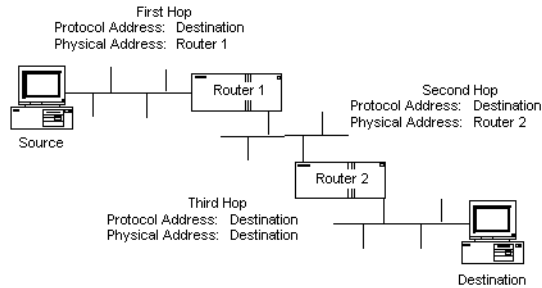 First Hop
Protocol Address: Destination
Physical Address: Router 1
Router 1
Source
Second Hop
Protocol Address: Destination
Physical Address: Router 2
Router 2
Third Hop
Protocol Address: Destination
Physical Address: Destination
Destination